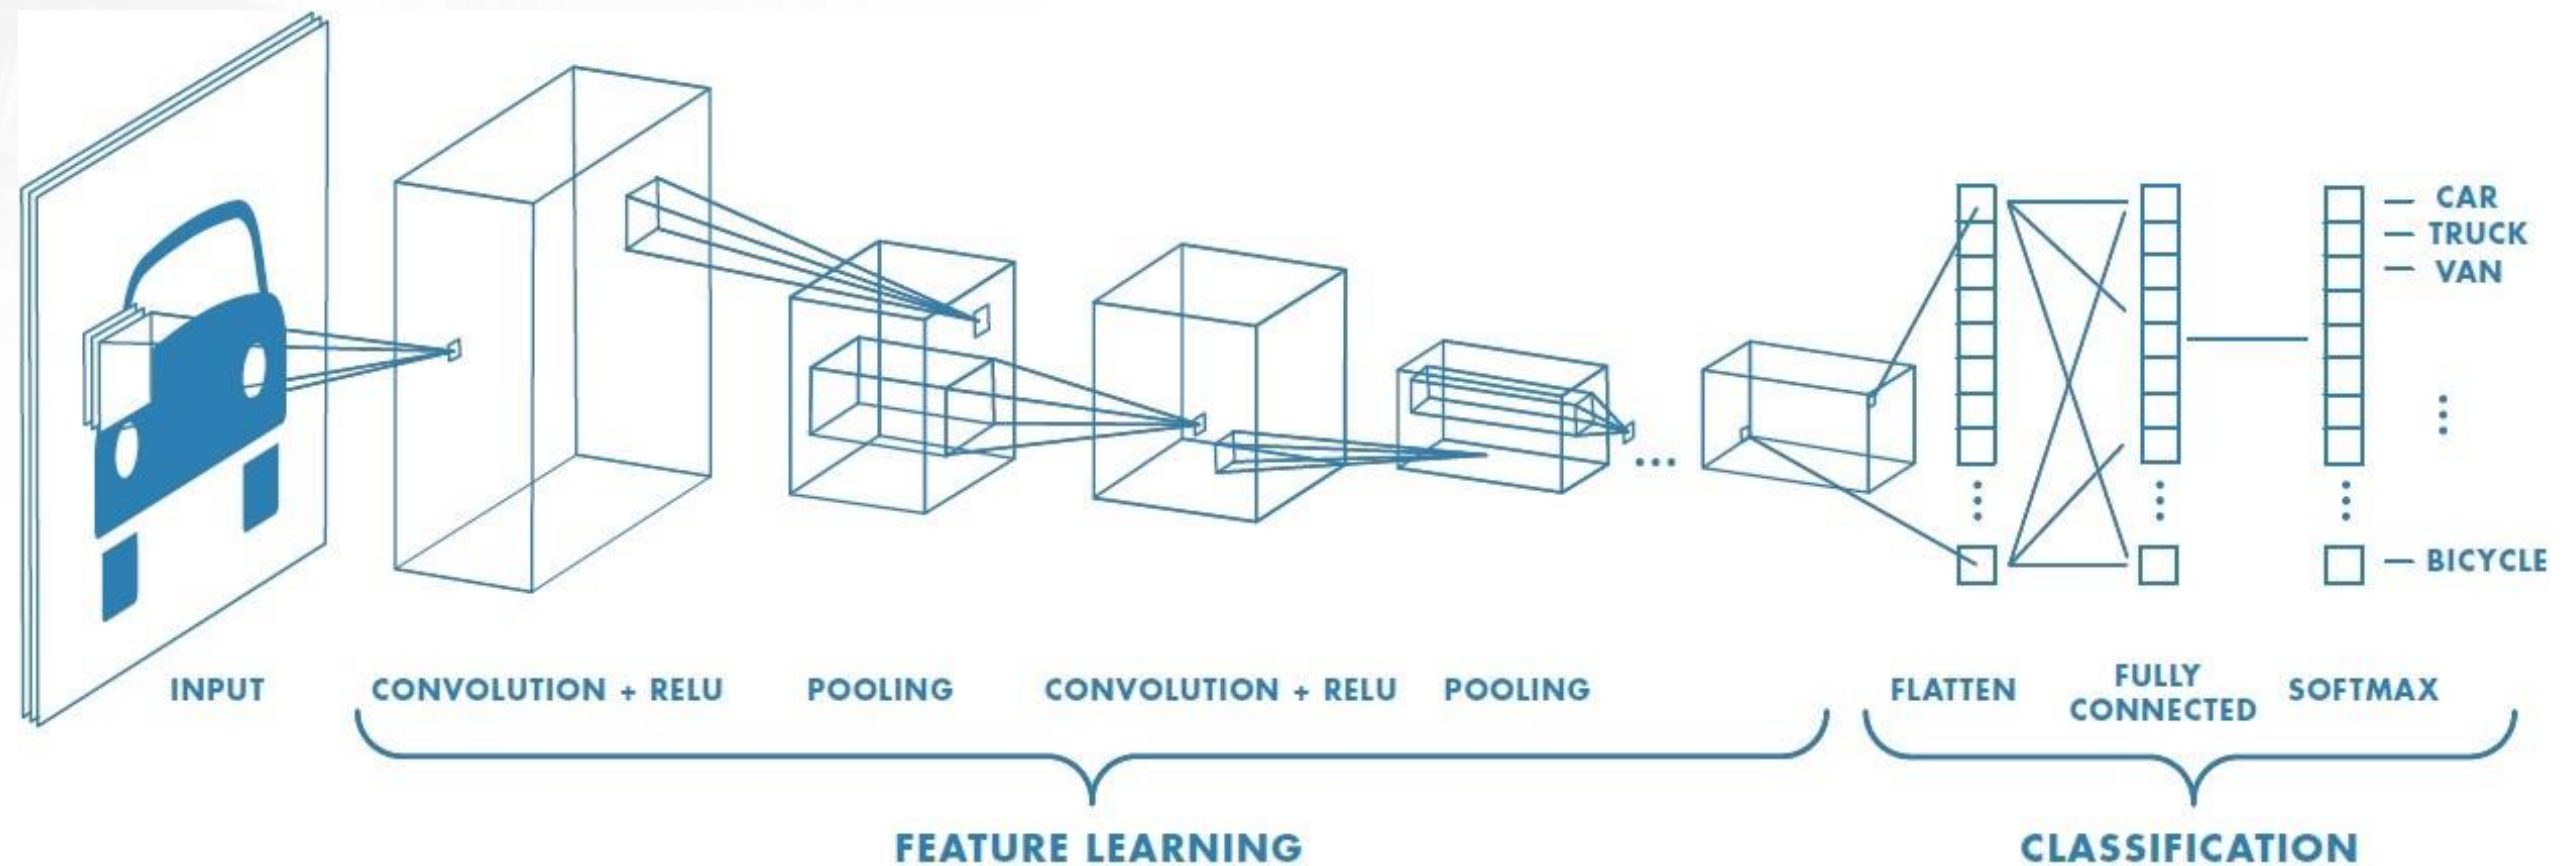 CAR
TRUCK
VAN
BICYCLE
INPUT
CONVOLUTION + RELU
POOLING
CONVOLUTION + RELU
POOLING
FLATTEN
FULLY
CONNECTED
SOFTMAX
FEATURE LEARNING
CLASSIFICATION